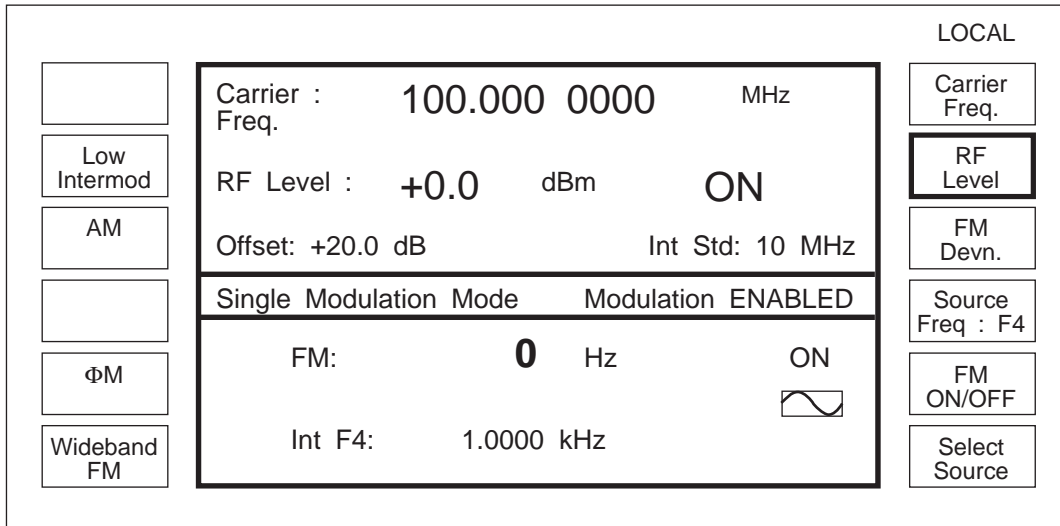 LOCAL
Low
Intermod
AM
ΦM
Wideband
FM
Carrier : 100.000 0000 MHz
Freq.
RF Level : +0.0 dBm ON
Offset: +20.0 dB Int Std: 10 MHz
Single Modulation Mode Modulation ENABLED
FM: 0 Hz ON
Int F4: 1.0000 kHz
Carrier
Freq.
RF
Level
FM
Devn.
Source
Freq : F4
FM
ON/OFF
Select
Source